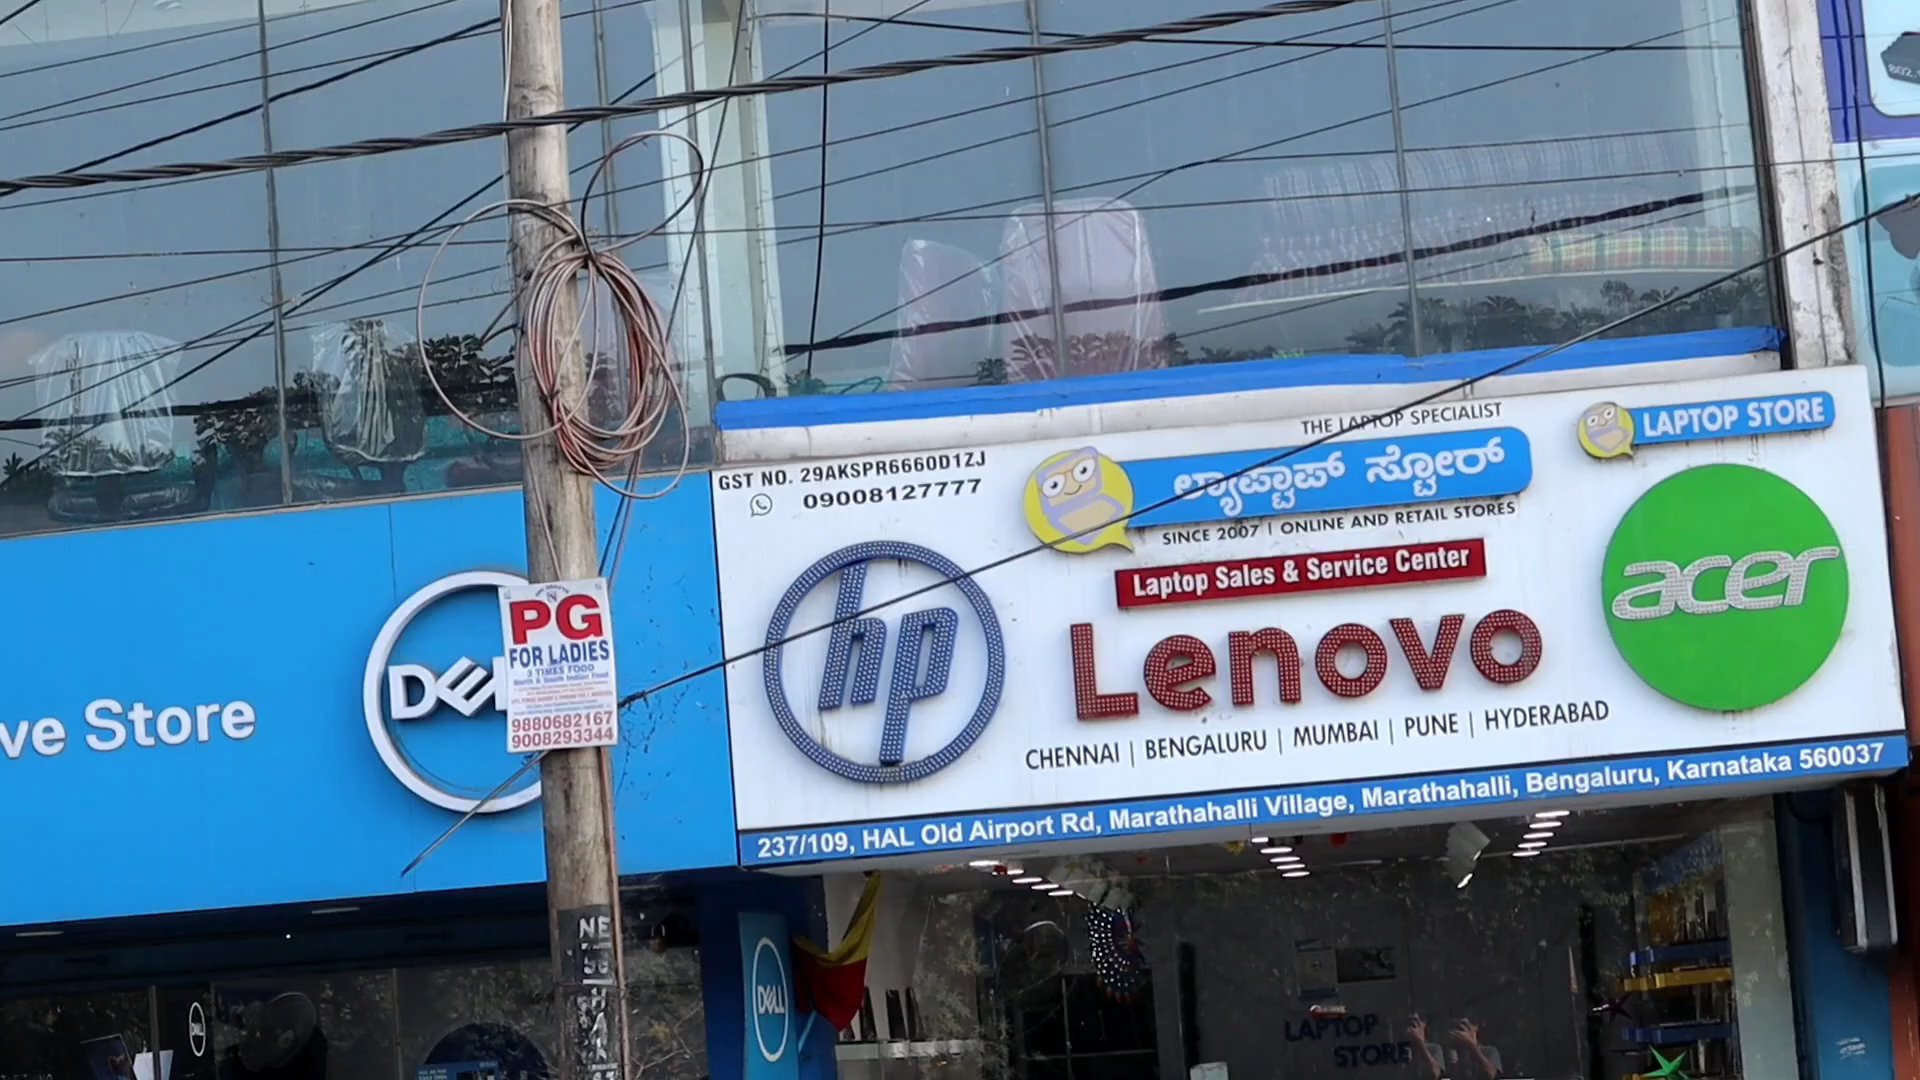 ve Store
DELL
PG
FOR LADIES
3 TIMES FOOD
North & South Indian Food
9880682167
9008293344
GST NO. 29AKSPR6660D1ZJ
09008127777
THE LAPTOP SPECIALIST
ಲ್ಯಾಪ್ಟಾಪ್ ಸ್ಟೋರ್
SINCE 2007 | ONLINE AND RETAIL STORES
LAPTOP STORE
Laptop Sales & Service Center
hp
Lenovo
acer
CHENNAI | BENGALURU | MUMBAI | PUNE | HYDERABAD
237/109, HAL Old Airport Rd, Marathahalli Village, Marathahalli, Bengaluru, Karnataka 560037
DELL
DELL
LAPTOP
STORE
802.
NE